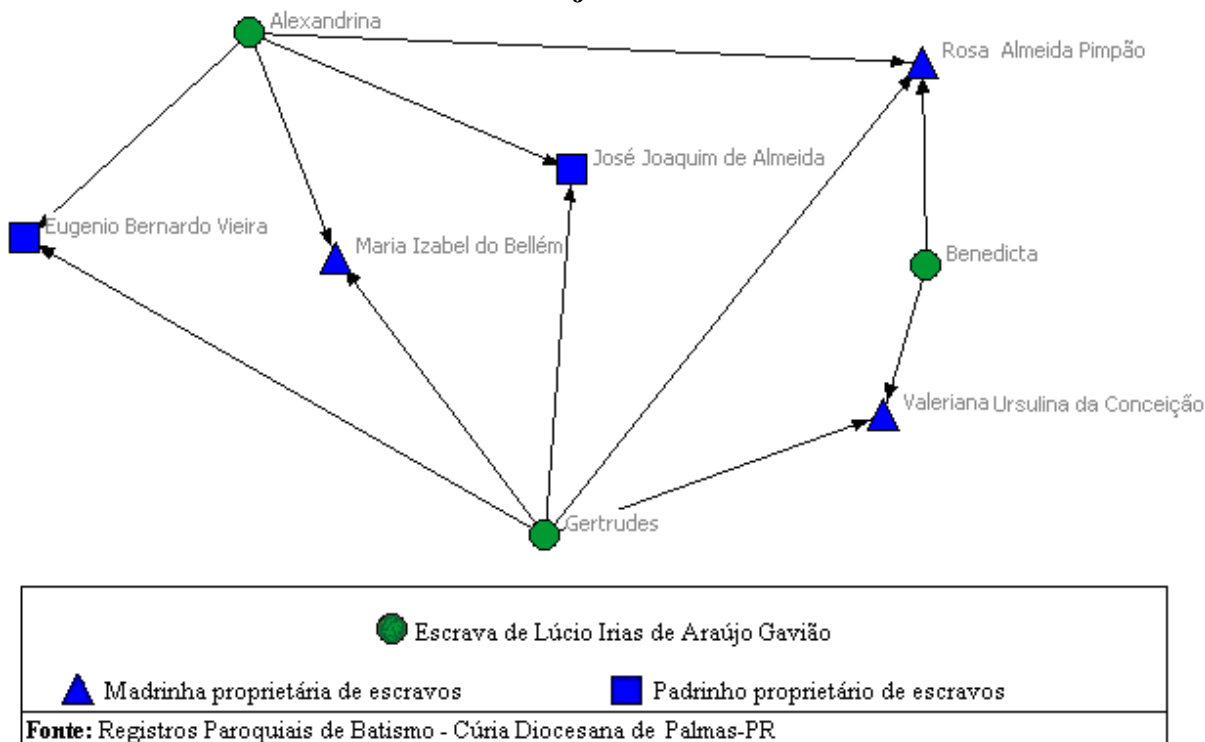 Alexandrina
Rosa Almeida Pimpão
José Joaquim de Almeida
Eugenio Bernardo Vieira
Maria Izabel do Bellém
Benedicta
Valeriana Ursulina da Conceição
Gertrudes
Escrava de Lúcio Irias de Araújo Gavião
Madrinha proprietária de escravos
Padrinho proprietário de escravos
Fonte: Registros Paroquiais de Batismo - Cúria Diocesana de Palmas-PR